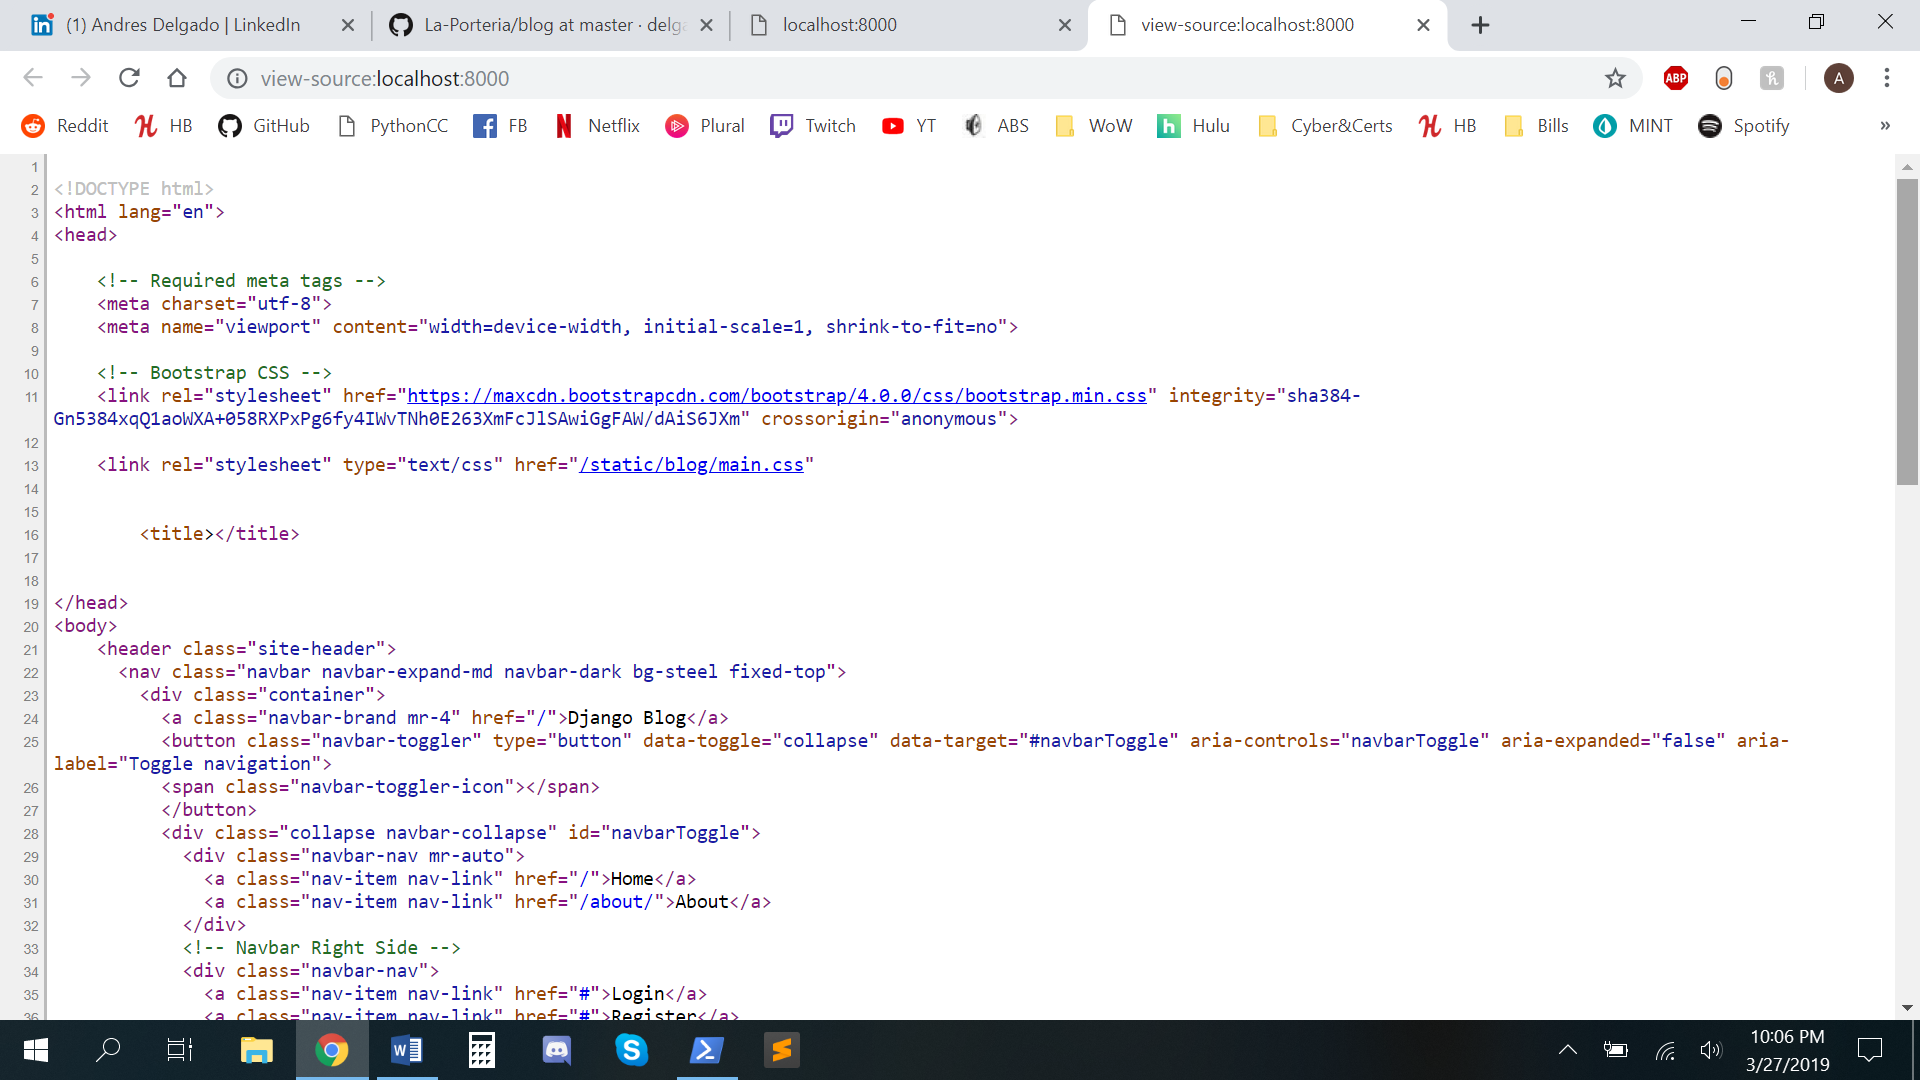 (1) Andres Delgado | LinkedIn
La-Porteria/blog at master · delga
localhost:8000
view-source:localhost:8000
view-source:localhost:8000
ABP
A
Reddit HB GitHub PythonCC FB Netflix Plural Twitch YT ABS WoW Hulu Cyber&Certs HB Bills MINT Spotify »
1
2 <!DOCTYPE html>
3 <html lang="en">
4 <head>
5
6 <!-- Required meta tags -->
7 <meta charset="utf-8">
8 <meta name="viewport" content="width=device-width, initial-scale=1, shrink-to-fit=no">
9
10 <!-- Bootstrap CSS -->
11 <link rel="stylesheet" href="https://maxcdn.bootstrapcdn.com/bootstrap/4.0.0/css/bootstrap.min.css" integrity="sha384-
Gn5384xqQ1aoWXA+058RXPxPg6fy4IWvTNh0E263XmFcJlSAwiGgFAW/dAiS6JXm" crossorigin="anonymous">
12
13 <link rel="stylesheet" type="text/css" href="/static/blog/main.css"
14
15
16 <title></title>
17
18
19 </head>
20 <body>
21 <header class="site-header">
22 <nav class="navbar navbar-expand-md navbar-dark bg-steel fixed-top">
23 <div class="container">
24 <a class="navbar-brand mr-4" href="/">Django Blog</a>
25 <button class="navbar-toggler" type="button" data-toggle="collapse" data-target="#navbarToggle" aria-controls="navbarToggle" aria-expanded="false" aria-
label="Toggle navigation">
26 <span class="navbar-toggler-icon"></span>
27 </button>
28 <div class="collapse navbar-collapse" id="navbarToggle">
29 <div class="navbar-nav mr-auto">
30 <a class="nav-item nav-link" href="/">Home</a>
31 <a class="nav-item nav-link" href="/about/">About</a>
32 </div>
33 <!-- Navbar Right Side -->
34 <div class="navbar-nav">
35 <a class="nav-item nav-link" href="#">Login</a>
36 <a class="nav-item nav-link" href="#">Register</a>
10:06 PM
3/27/2019